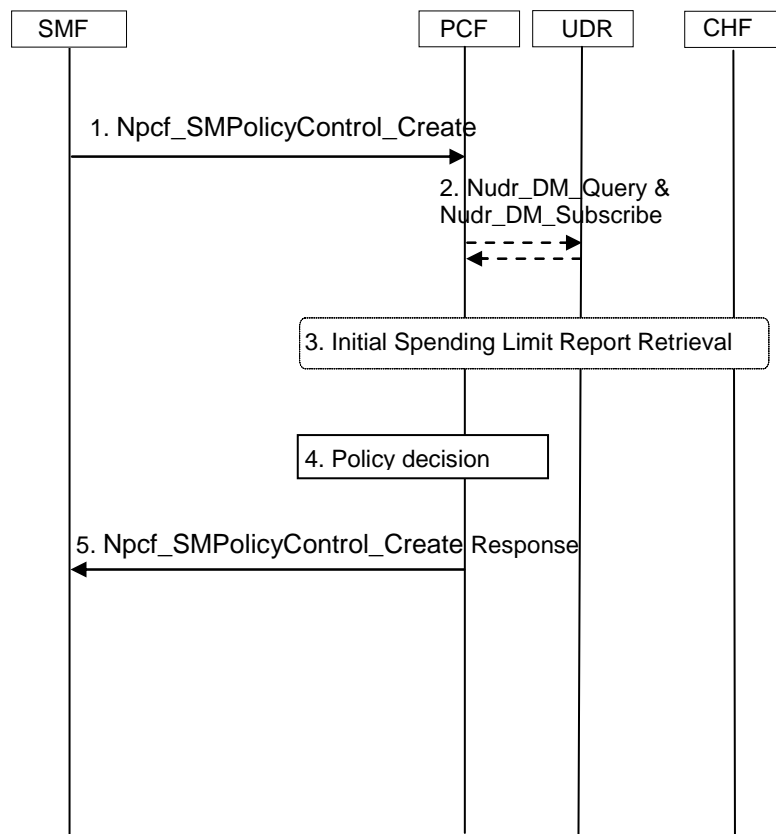 SMF PCF UDR CHF
1. Npcf_SMPolicyControl_Create
2. Nudr_DM_Query &
Nudr_DM_Subscribe
3. Initial Spending Limit Report Retrieval
4. Policy decision
5. Npcf_SMPolicyControl_Create Response